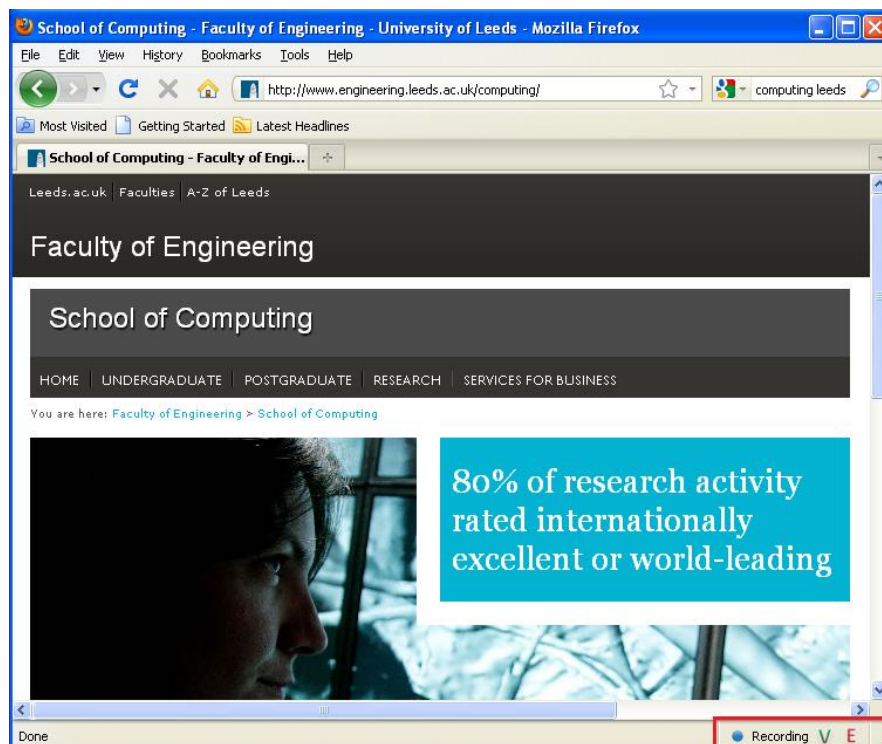 School of Computing - Faculty of Engineering - University of Leeds - Mozilla Firefox
File Edit View History Bookmarks Tools Help
http://www.engineering.leeds.ac.uk/computing/ computing leeds
Most Visited Getting Started Latest Headlines
School of Computing - Faculty of Engi...
Leeds.ac.uk Faculties A-Z of Leeds
Faculty of Engineering
School of Computing
HOME UNDERGRADUATE POSTGRADUATE RESEARCH SERVICES FOR BUSINESS
You are here: Faculty of Engineering > School of Computing
80% of research activity
rated internationally
excellent or world-leading
Done Recording V E